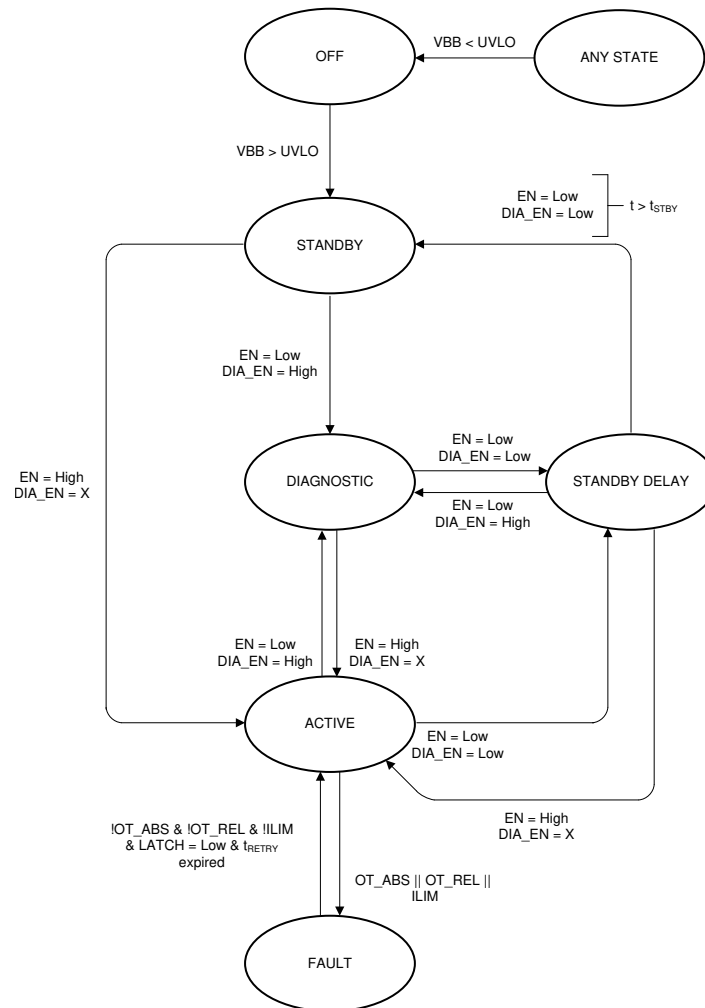 OFF
VBB < UVLO
ANY STATE
VBB > UVLO
EN = Low
DIA_EN = Low
t > tSTBY
STANDBY
EN = Low
DIA_EN = High
EN = High
DIA_EN = X
DIAGNOSTIC
EN = Low
DIA_EN = Low
EN = Low
DIA_EN = High
STANDBY DELAY
EN = Low
DIA_EN = High
EN = High
DIA_EN = X
ACTIVE
EN = Low
DIA_EN = Low
EN = High
DIA_EN = X
!OT_ABS & !OT_REL & !ILIM
& LATCH = Low & tRETRY
expired
OT_ABS || OT_REL ||
ILIM
FAULT